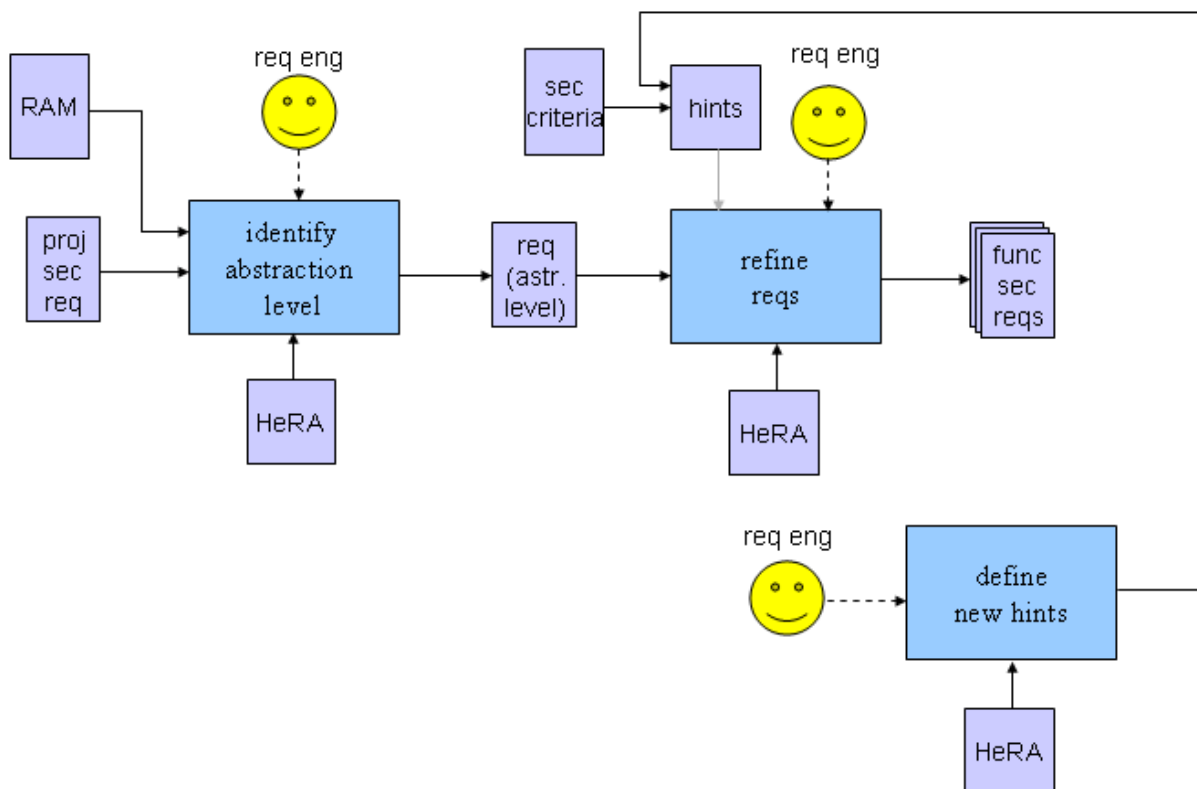 req eng
RAM
sec
criteria
hints
req eng
proj
sec
req
identify
abstraction
level
req
(astr.
level)
refine
reqs
func
sec
reqs
HeRA
HeRA
req eng
define
new hints
HeRA